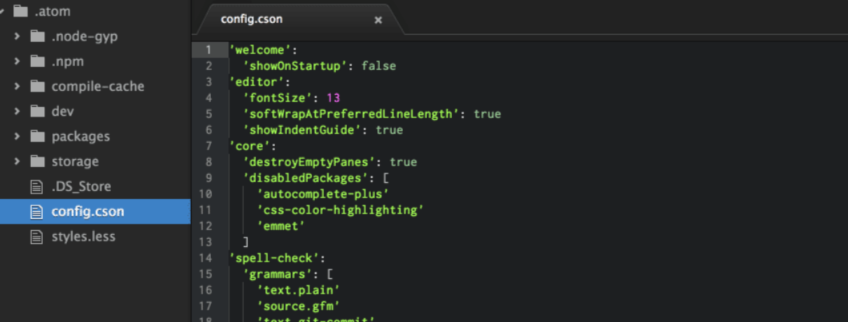 .atom
.node-gyp
.npm
compile-cache
dev
packages
storage
.DS_Store
config.cson
styles.less
config.cson
1 'welcome':
2   'showOnStartup': false
3 'editor':
4   'fontSize': 13
5   'softWrapAtPreferredLineLength': true
6   'showIndentGuide': true
7 'core':
8   'destroyEmptyPanes': true
9   'disabledPackages': [
10     'autocomplete-plus'
11     'css-color-highlighting'
12     'emmet'
13   ]
14 'spell-check':
15   'grammars': [
16     'text.plain'
17     'source.gfm'
18     'text.git-commit'